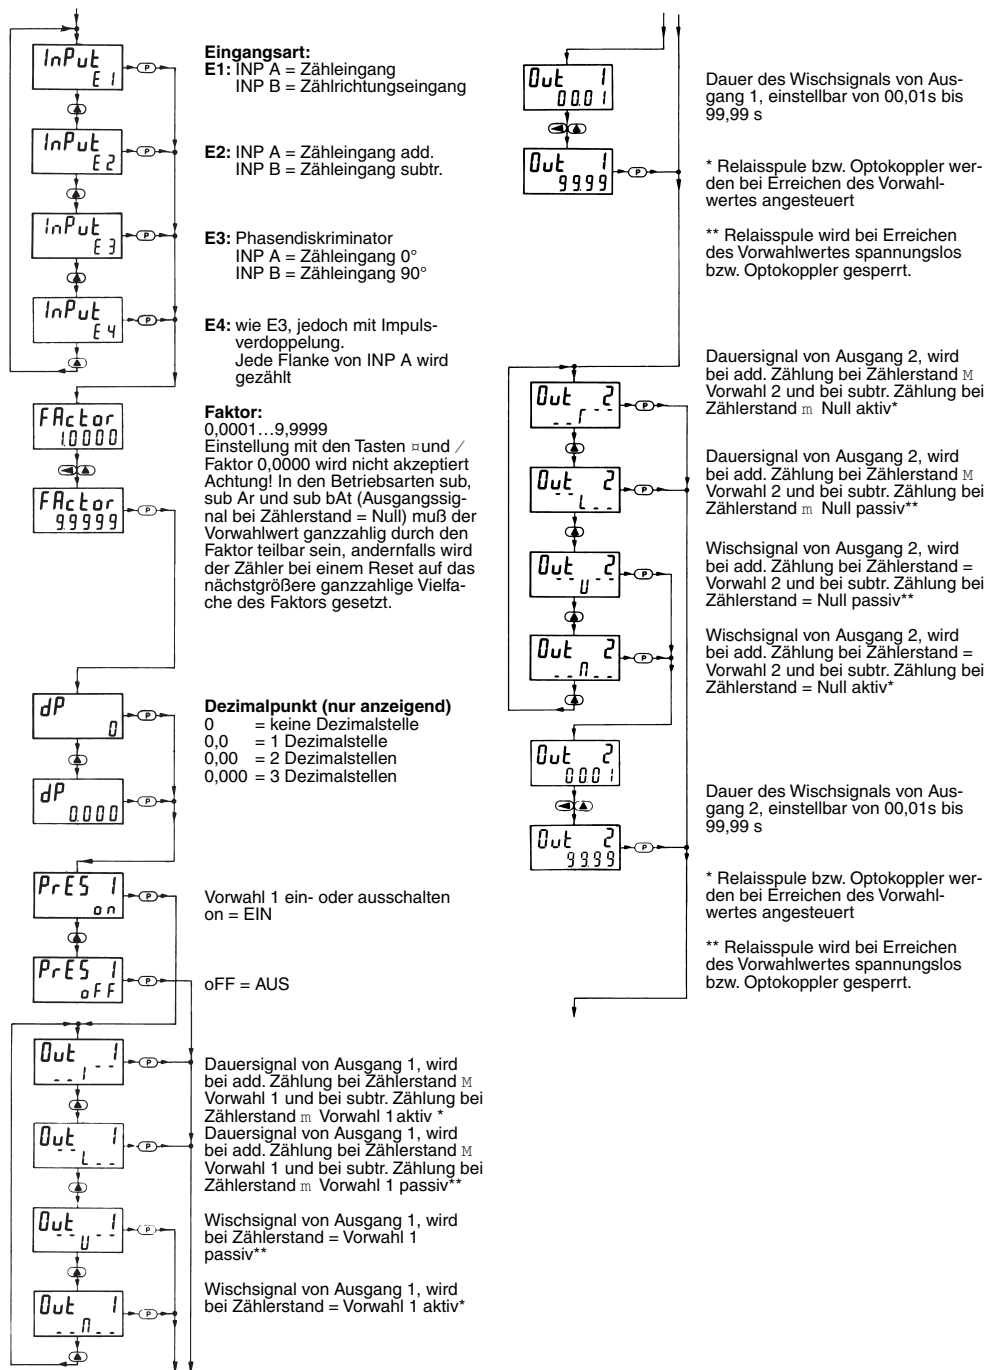 InPut
E 1
P
InPut
E 2
P
InPut
E 3
P
InPut
E 4
P
Eingangsart:
E1: INP A = Zähleingang
INP B = Zählrichtungseingang
E2: INP A = Zähleingang add.
INP B = Zähleingang subtr.
E3: Phasendiskriminator
INP A = Zähleingang 0°
INP B = Zähleingang 90°
E4: wie E3, jedoch mit Impuls-
verdoppelung.
Jede Flanke von INP A wird
gezählt
FActor
1.0000
FActor
9.9999
P
Faktor:
0,0001...9,9999
Einstellung mit den Tasten ¤und ⁄
Faktor 0,0000 wird nicht akzeptiert
Achtung! In den Betriebsarten sub,
sub Ar und sub bAt (Ausgangssig-
nal bei Zählerstand = Null) muß der
Vorwahlwert ganzzahlig durch den
Faktor teilbar sein, andernfalls wird
der Zähler bei einem Reset auf das
nächstgrößere ganzzahlige Vielfa-
che des Faktors gesetzt.
dP
0
P
dP
0.000
P
Dezimalpunkt (nur anzeigend)
0 = keine Dezimalstelle
0,0 = 1 Dezimalstelle
0,00 = 2 Dezimalstellen
0,000 = 3 Dezimalstellen
PrES 1
on
P
Vorwahl 1 ein- oder ausschalten
on = EIN
PrES 1
oFF
P
oFF = AUS
Out 1
P
Dauersignal von Ausgang 1, wird
bei add. Zählung bei Zählerstand M
Vorwahl 1 und bei subtr. Zählung bei
Zählerstand m Vorwahl 1 aktiv *
Out 1
P
Dauersignal von Ausgang 1, wird
bei add. Zählung bei Zählerstand M
Vorwahl 1 und bei subtr. Zählung bei
Zählerstand m Vorwahl 1 passiv**
Out 1
P
Wischsignal von Ausgang 1, wird
bei Zählerstand = Vorwahl 1
passiv**
Out 1
P
Wischsignal von Ausgang 1, wird
bei Zählerstand = Vorwahl 1 aktiv*
Out 1
00.01
Out 1
99.99
P
Dauer des Wischsignals von Aus-
gang 1, einstellbar von 00,01s bis
99,99 s
* Relaisspule bzw. Optokoppler wer-
den bei Erreichen des Vorwahl-
wertes angesteuert
** Relaisspule wird bei Erreichen
des Vorwahlwertes spannungslos
bzw. Optokoppler gesperrt.
Out 2
P
Dauersignal von Ausgang 2, wird
bei add. Zählung bei Zählerstand M
Vorwahl 2 und bei subtr. Zählung bei
Zählerstand m Null aktiv*
Out 2
P
Dauersignal von Ausgang 2, wird
bei add. Zählung bei Zählerstand M
Vorwahl 2 und bei subtr. Zählung bei
Zählerstand m Null passiv**
Out 2
P
Wischsignal von Ausgang 2, wird
bei add. Zählung bei Zählerstand =
Vorwahl 2 und bei subtr. Zählung bei
Zählerstand = Null passiv**
Out 2
P
Wischsignal von Ausgang 2, wird
bei add. Zählung bei Zählerstand =
Vorwahl 2 und bei subtr. Zählung bei
Zählerstand = Null aktiv*
Out 2
00.01
Out 2
99.99
P
Dauer des Wischsignals von Aus-
gang 2, einstellbar von 00,01s bis
99,99 s
* Relaisspule bzw. Optokoppler wer-
den bei Erreichen des Vorwahl-
wertes angesteuert
** Relaisspule wird bei Erreichen
des Vorwahlwertes spannungslos
bzw. Optokoppler gesperrt.